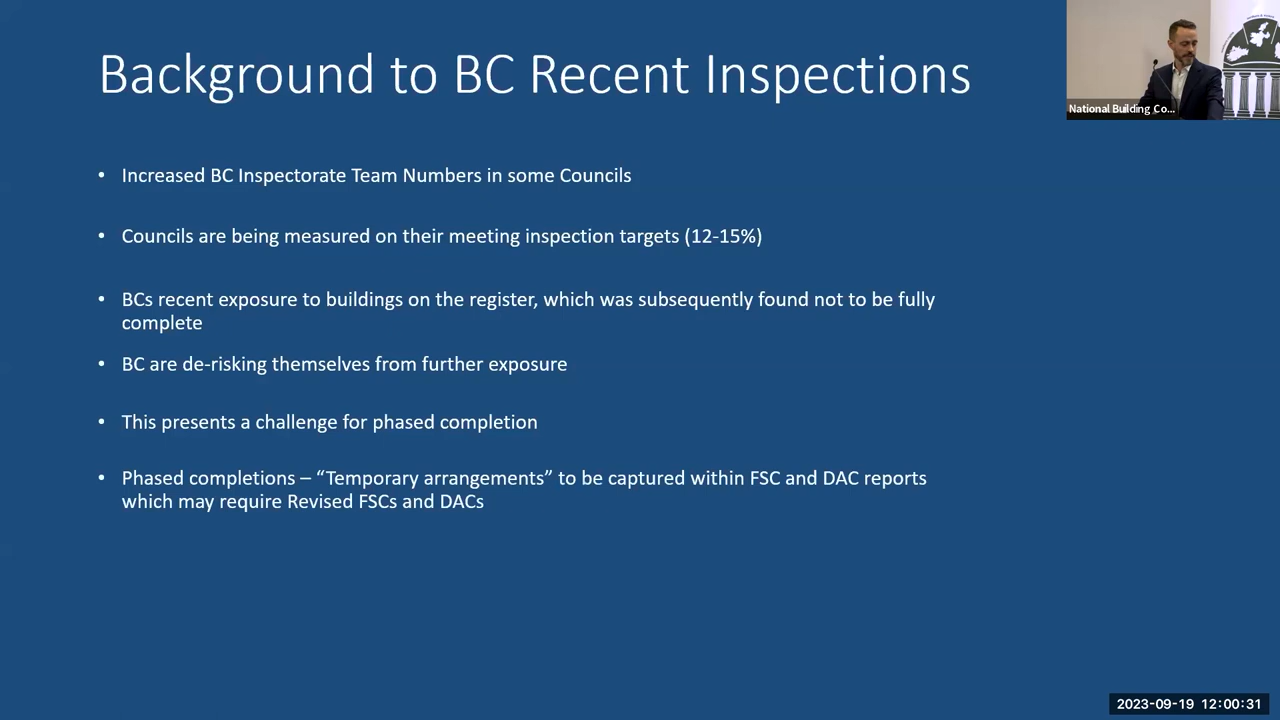 Background to BC Recent Inspections
National Building Co...
• Increased BC Inspectorate Team Numbers in some Councils
• Councils are being measured on their meeting inspection targets (12-15%)
• BCs recent exposure to buildings on the register, which was subsequently found not to be fully
complete
• BC are de-risking themselves from further exposure
• This presents a challenge for phased completion
• Phased completions – “Temporary arrangements” to be captured within FSC and DAC reports
which may require Revised FSCs and DACs
2023-09-19 12:00:31